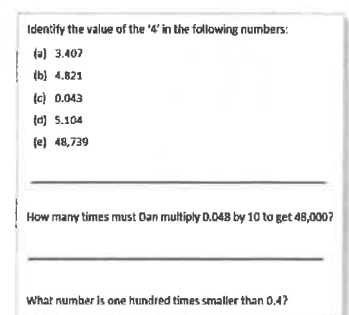 Identify the value of the '4' in the following numbers:
(a) 3.407
(b) 4.821
(c) 0.043
(d) 5.104
(e) 48,739
How many times must Dan multiply 0.048 by 10 to get 48,000?
What number is one hundred times smaller than 0.4?